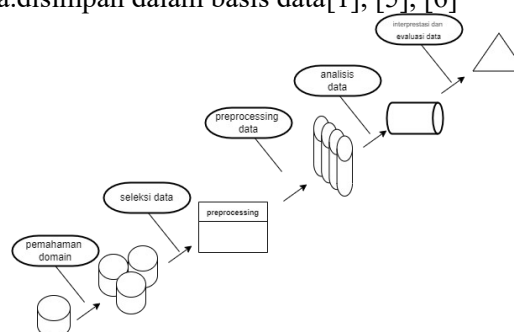 a.disimpan dalam basis data[1], [5], [6]
interprestasi dan
evaluasi data
analisis
data
preprocessing
data
seleksi data
preprocessing
pemahaman
domain